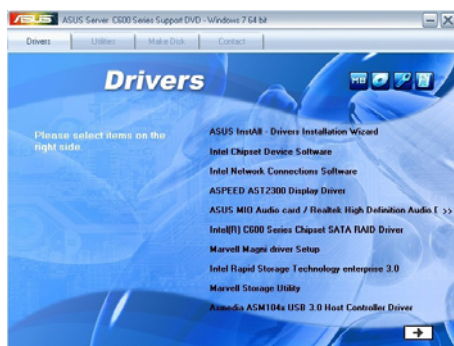 ASUS Server C600 Series Support DVD - Windows 7 64 bit
Drivers Utilities Make Disk Contact
Drivers
Please select items on the
right side.
ASUS InstAll - Drivers Installation Wizard
Intel Chipset Device Software
Intel Network Connections Software
ASPEED AST2300 Display Driver
ASUS MIO Audio card / Realtek High Definition Audio D >>
Intel(R) C600 Series Chipset SATA RAID Driver
Marvell Magni driver Setup
Intel Rapid Storage Technology enterprise 3.0
Marvell Storage Utility
Asmedia ASM104x USB 3.0 Host Controller Driver